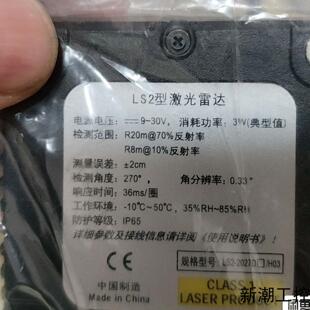 LS2型激光雷达
电源电压：⎓9~30V，消耗功率：3W(典型值)
检测范围：R20m@70%反射率
R8m@10%反射率
测量误差：±2cm
检测角度：270°，角分辨率：0.33°
响应时间：36ms/圈
工作环境：-10℃~50℃，35%RH~85%RH
防护等级：IP65
详细参数及接线信息请详阅《使用说明书》
规格型号：
中国制造
Made in China
CLASS 1
LASER PRODUCT
新潮工控